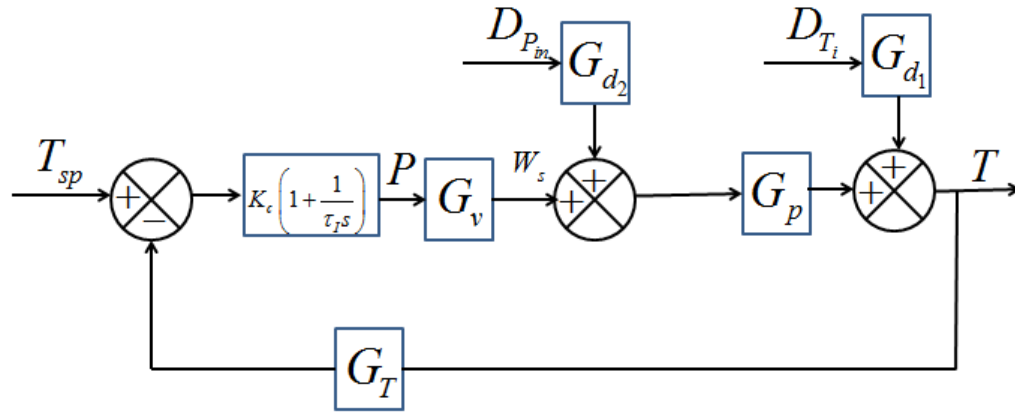 D_{P_{in}}
G_{d_2}
D_{T_i}
G_{d_1}
T_{sp}
+
−
K_c(1+\frac{1}{τ_I s})
P
G_v
W_s
+
+
G_p
+
+
T
G_T